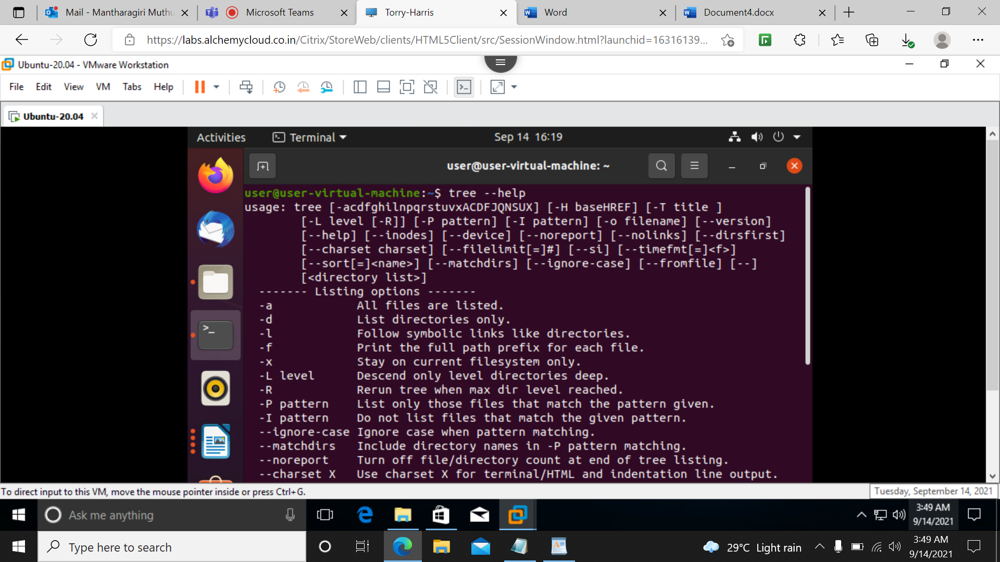 Mail - Mantharagiri Muthu
Microsoft Teams
Torry-Harris
Word
Document4.docx
https://labs.alchemycloud.co.in/Citrix/StoreWeb/clients/HTML5Client/src/SessionWindow.html?launchid=16316139...
Ubuntu-20.04 - VMware Workstation
File Edit View VM Tabs Help
Ubuntu-20.04
Activities Terminal Sep 14 16:19
user@user-virtual-machine: ~
user@user-virtual-machine:~$ tree --help
usage: tree [-acdfghilnpqrstuvxACDFJQNSUX] [-H baseHREF] [-T title ]
[-L level [-R]] [-P pattern] [-I pattern] [-o filename] [--version]
[--help] [--inodes] [--device] [--noreport] [--nolinks] [--dirsfirst]
[--charset charset] [--filelimit[=]#] [--si] [--timefmt[=]<f>]
[--sort[=]<name>] [--matchdirs] [--ignore-case] [--fromfile] [--]
[<directory list>]
------- Listing options -------
-a All files are listed.
-d List directories only.
-l Follow symbolic links like directories.
-f Print the full path prefix for each file.
-x Stay on current filesystem only.
-L level Descend only level directories deep.
-R Rerun tree when max dir level reached.
-P pattern List only those files that match the pattern given.
-I pattern Do not list files that match the given pattern.
--ignore-case Ignore case when pattern matching.
--matchdirs Include directory names in -P pattern matching.
--noreport Turn off file/directory count at end of tree listing.
--charset X Use charset X for terminal/HTML and indentation line output.
To direct input to this VM, move the mouse pointer inside or press Ctrl+G.
Tuesday, September 14, 2021
Ask me anything
3:49 AM
9/14/2021
Type here to search
29°C Light rain
3:49 AM
9/14/2021